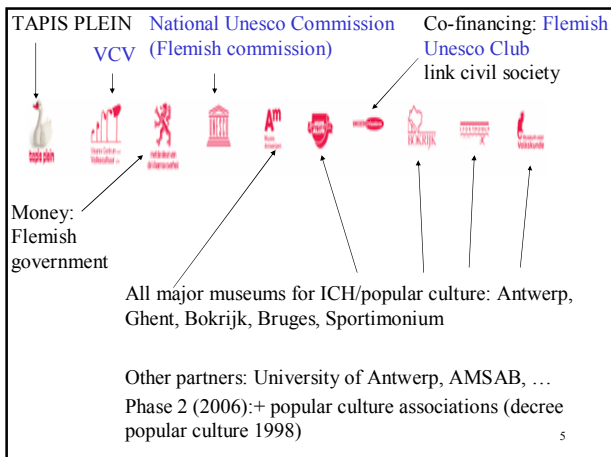 TAPIS PLEIN
VCV
National Unesco Commission
(Flemish commission)
Co-financing: Flemish
Unesco Club
link civil society
tapis plein
BOKRIJK
Money:
Flemish
government
All major museums for ICH/popular culture: Antwerp,
Ghent, Bokrijk, Bruges, Sportimonium
Other partners: University of Antwerp, AMSAB, …
Phase 2 (2006):+ popular culture associations (decree
popular culture 1998)
5